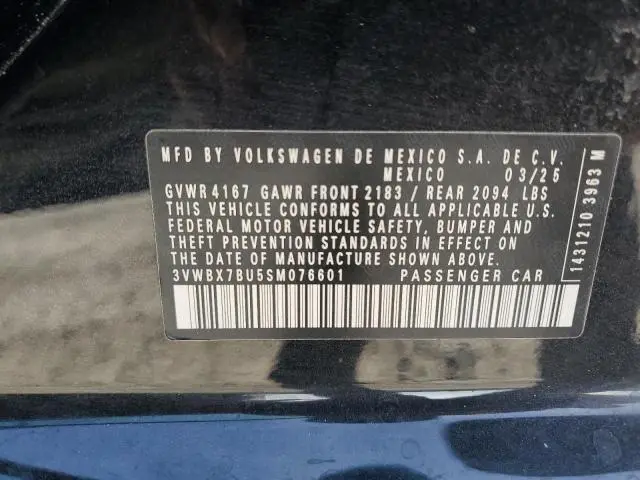 MFD BY VOLKSWAGEN DE MEXICO S.A. DE C.V.
MEXICO 03/25
GVWR 4167 GAWR FRONT 2183 / REAR 2094 LBS
THIS VEHICLE CONFORMS TO ALL APPLICABLE U.S.
FEDERAL MOTOR VEHICLE SAFETY, BUMPER AND
THEFT PREVENTION STANDARDS IN EFFECT ON
THE DATE OF MANUFACTURE SHOWN ABOVE.
3VWBX7BU5SM076601 PASSENGER CAR
1431210 3963 M